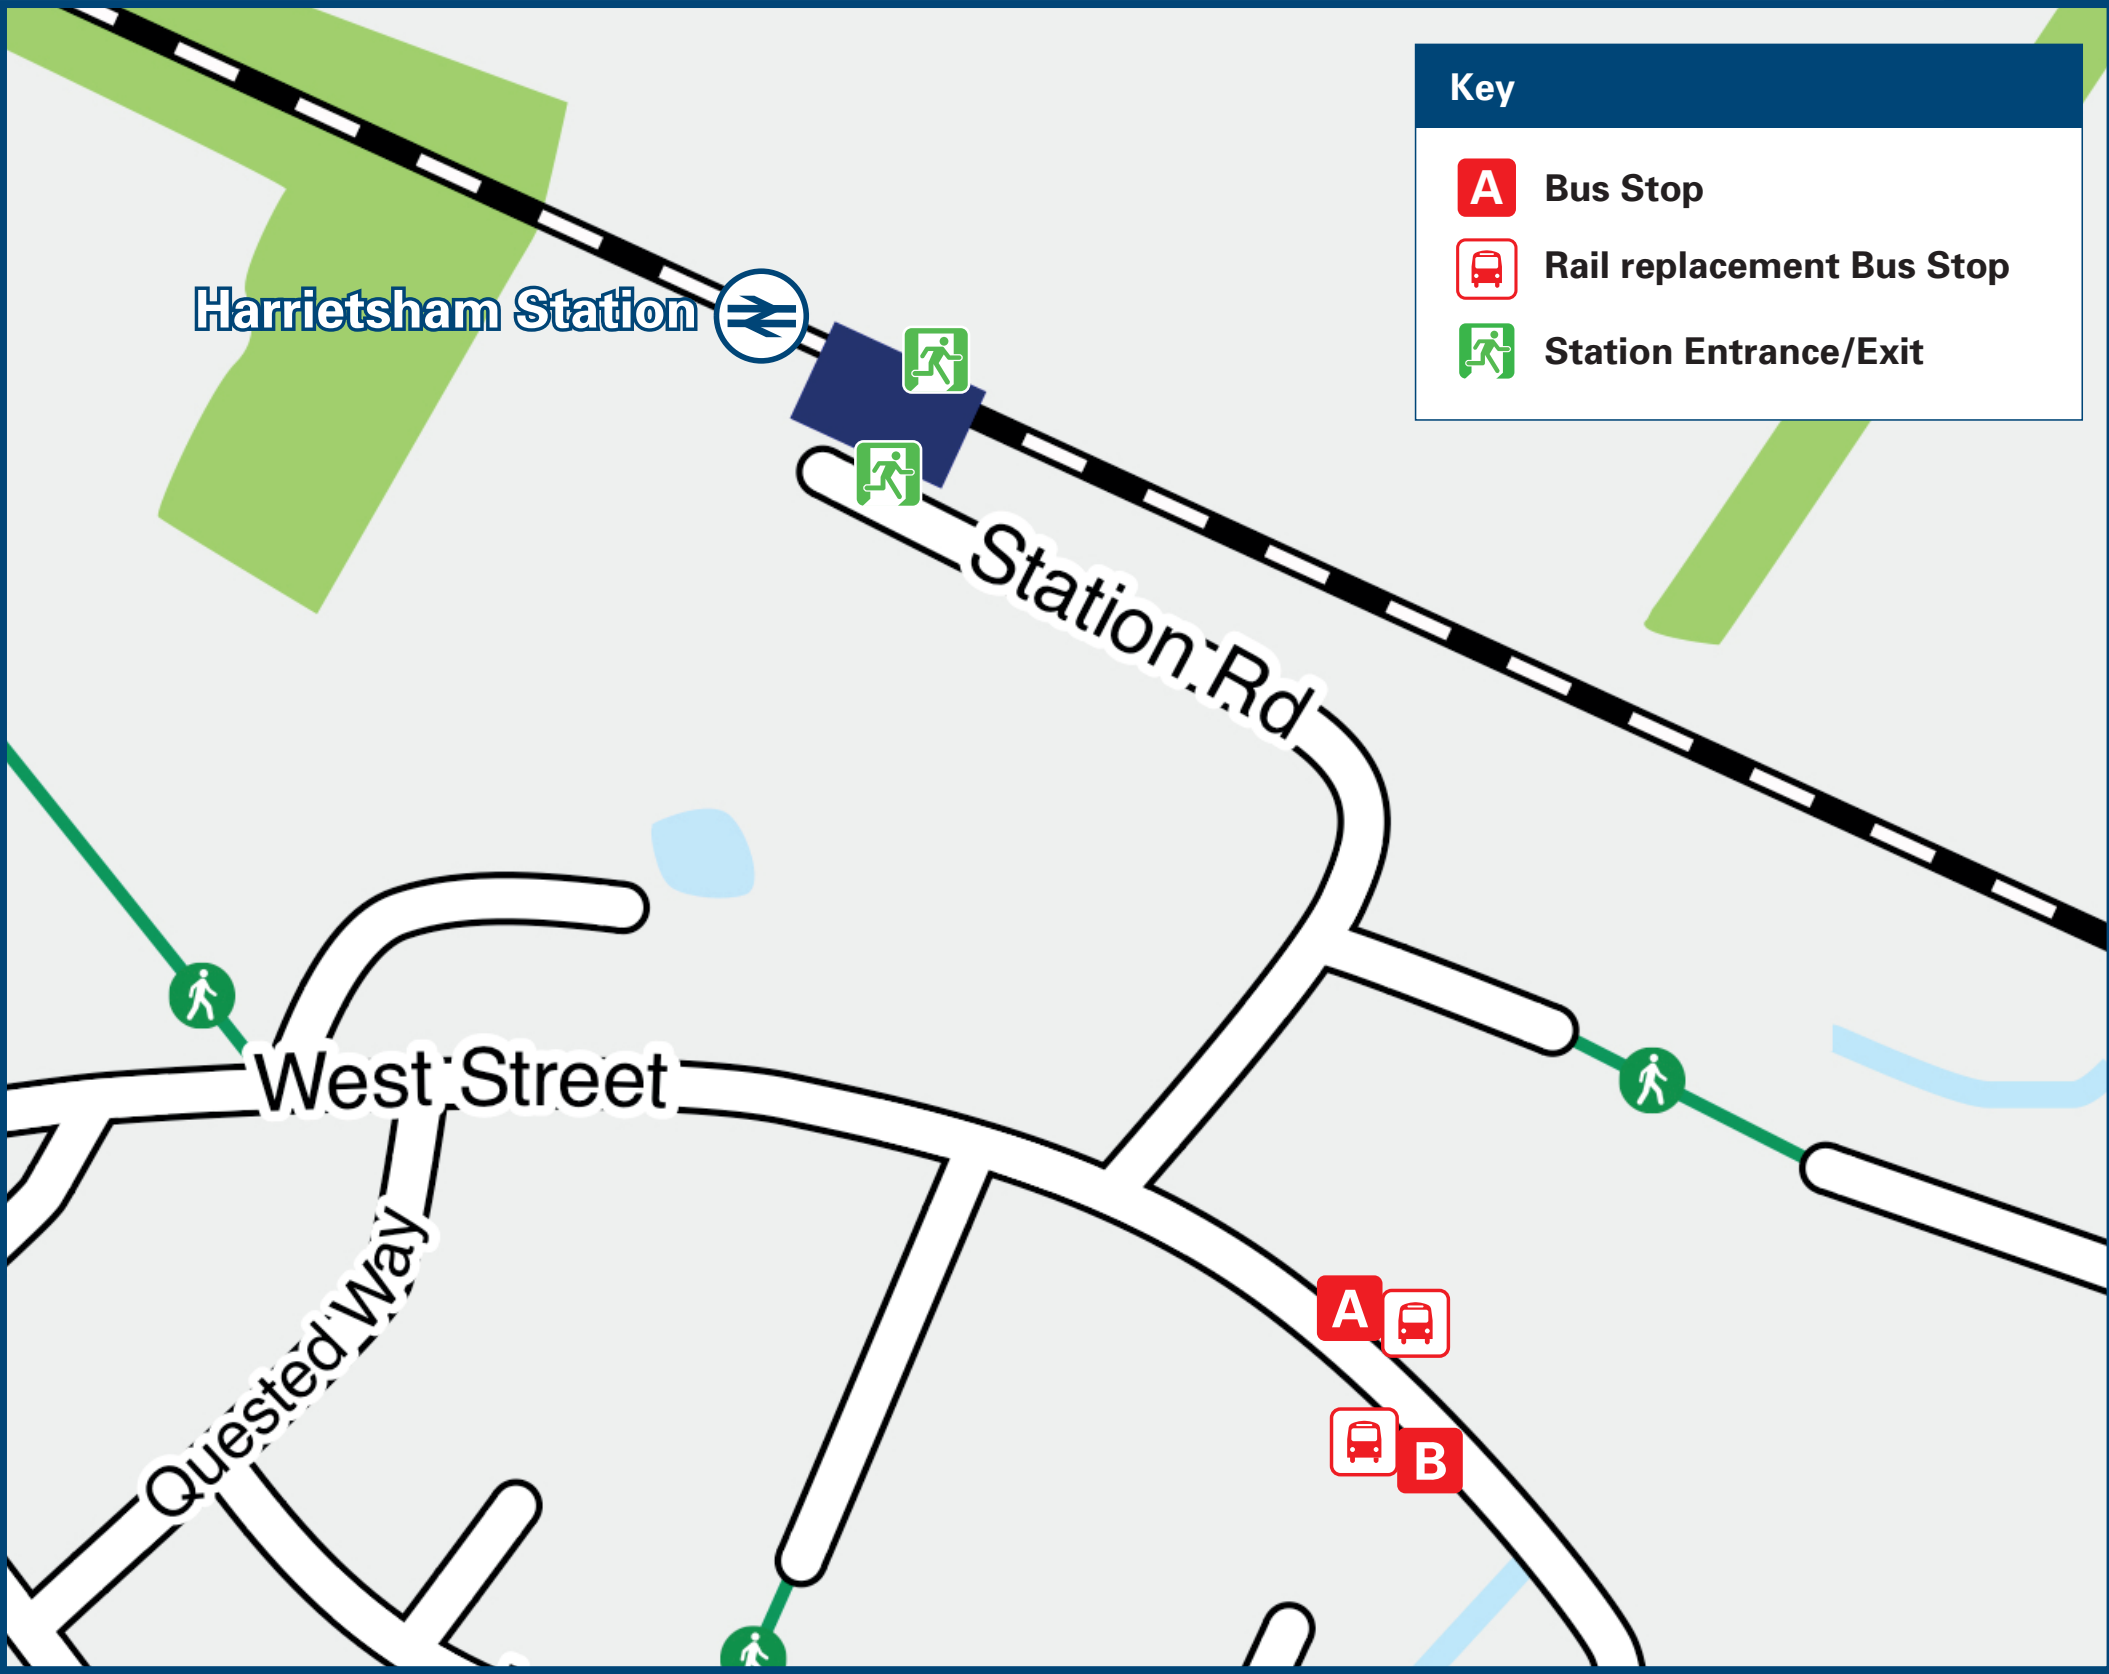 Key
A Bus Stop
Rail replacement Bus Stop
Station Entrance/Exit
Harrietsham Station
Station Rd
West Street
Quested Way
A
B